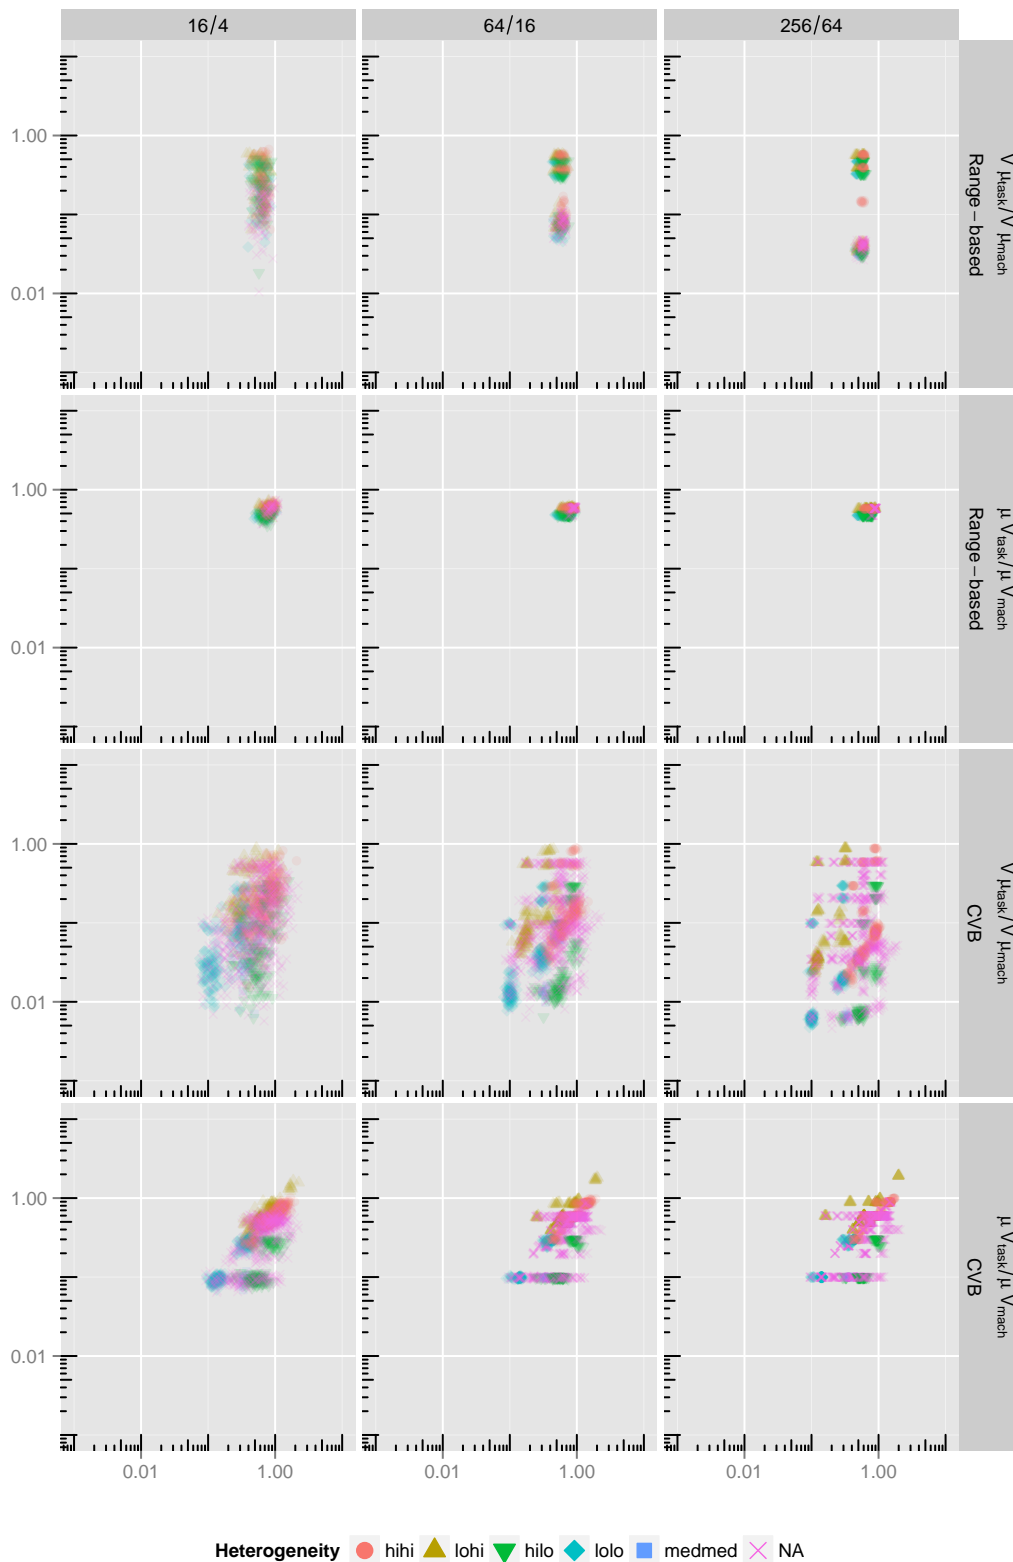 16/4 64/16 256/64
1.00
0.01
V μtask/V μmach
Range−based
1.00
0.01
μ Vtask/μ Vmach
Range−based
1.00
0.01
V μtask/V μmach
CVB
1.00
0.01
μ Vtask/μ Vmach
CVB
0.01 1.00 0.01 1.00 0.01 1.00
Heterogeneity hihi lohi hilo lolo medmed NA